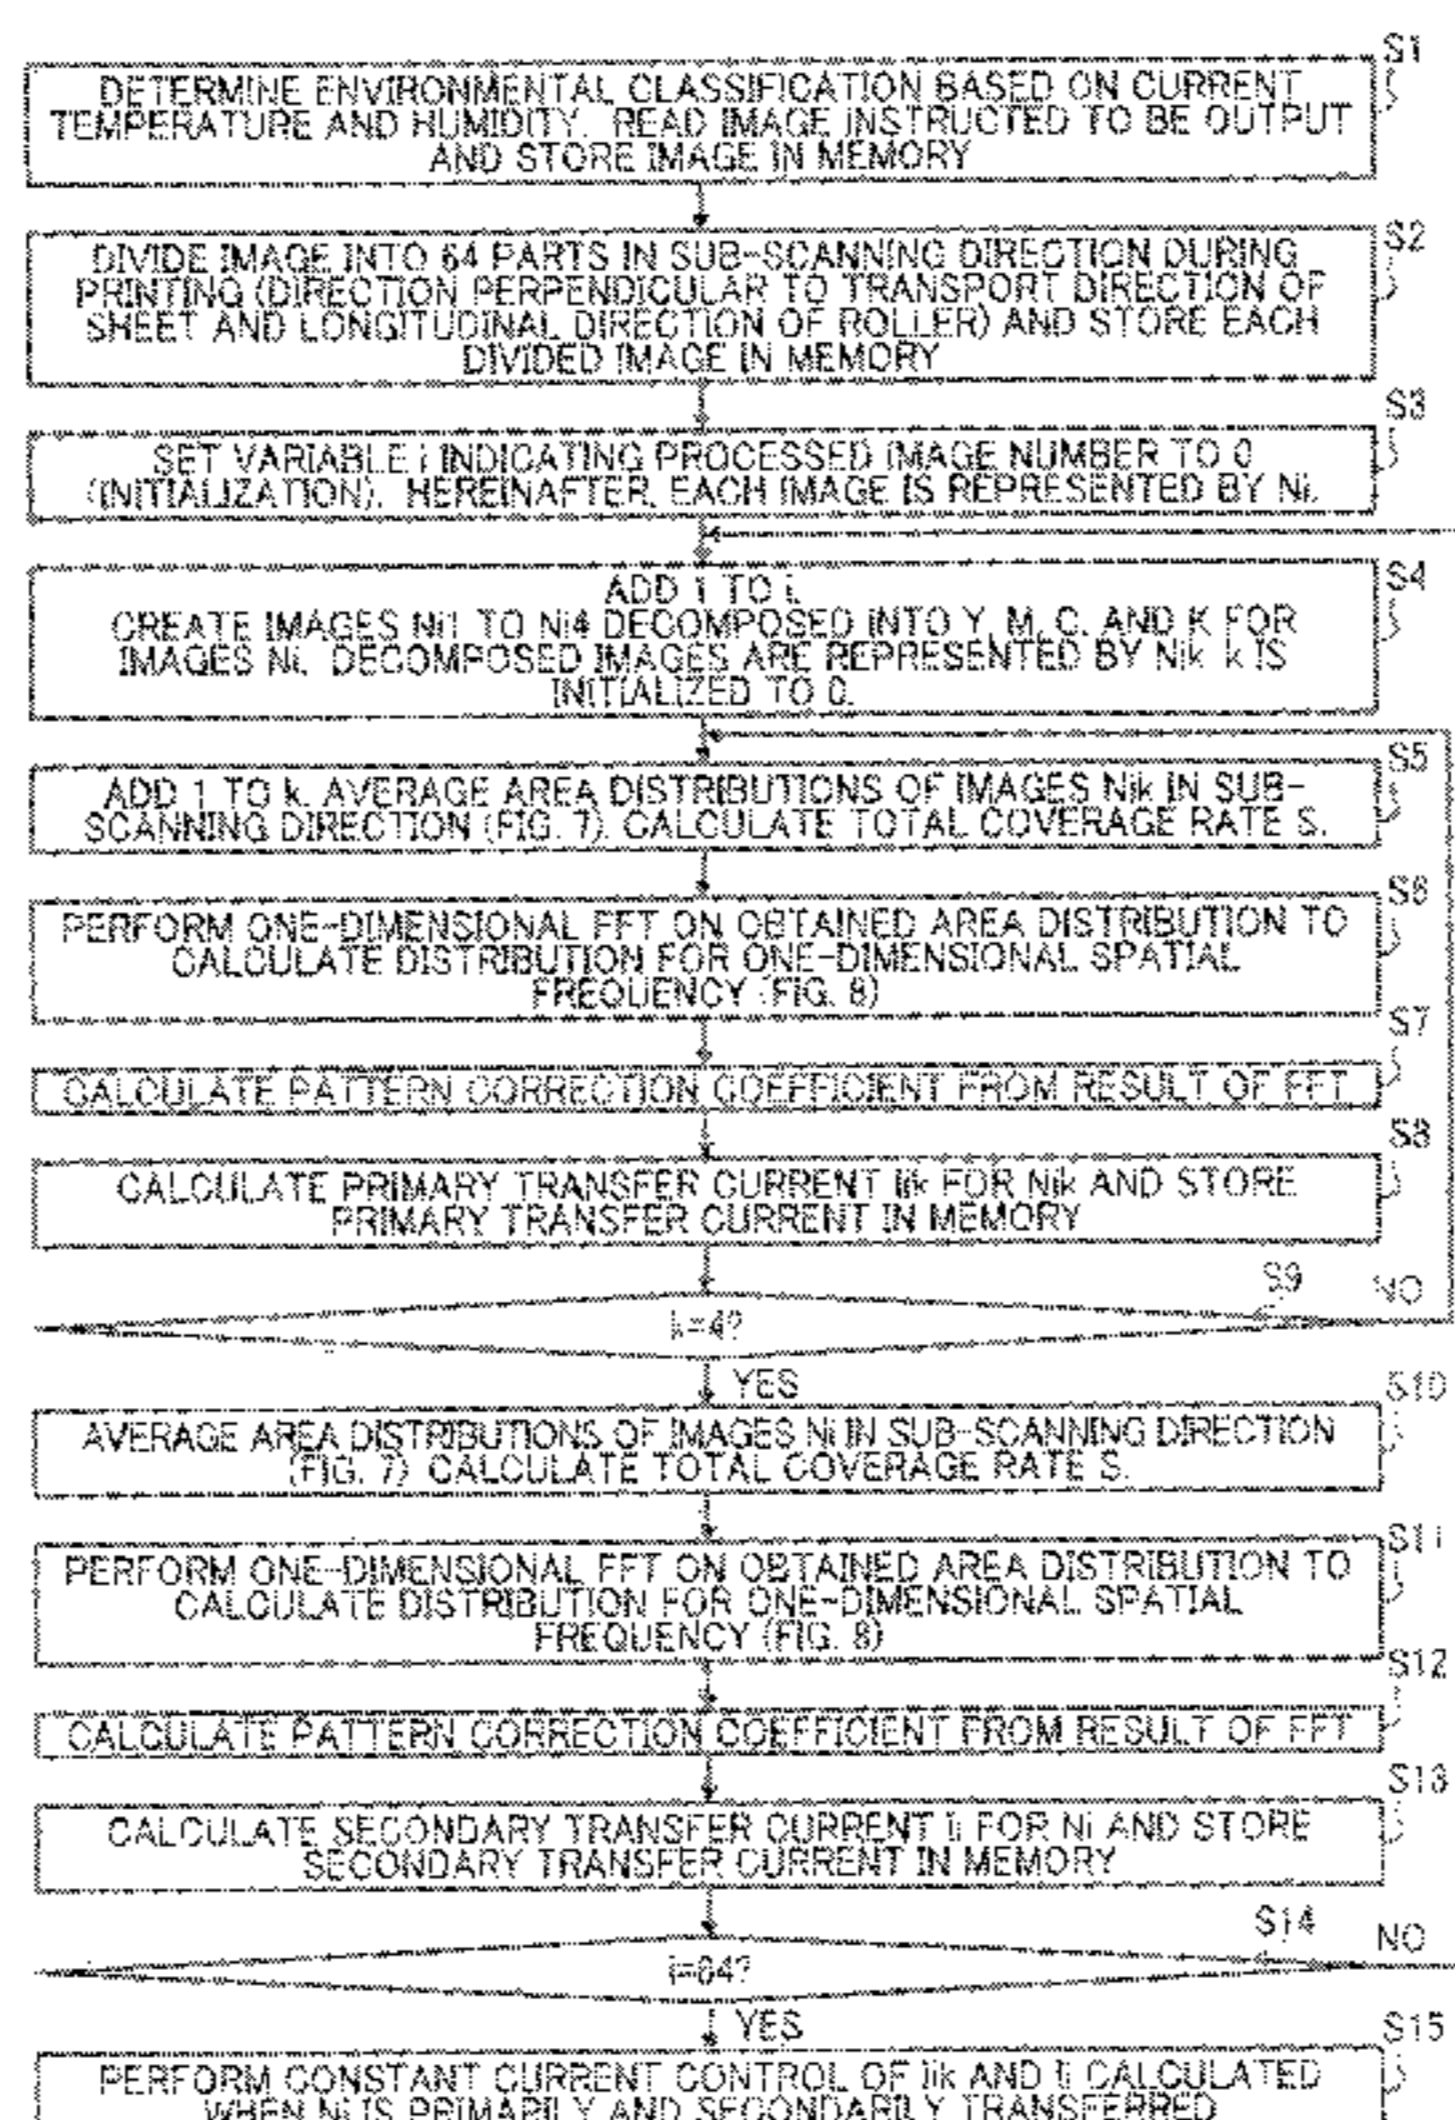 S1
DETERMINE ENVIRONMENTAL CLASSIFICATION BASED ON CURRENT
TEMPERATURE AND HUMIDITY. READ IMAGE INSTRUCTED TO BE OUTPUT
AND STORE IMAGE IN MEMORY
S2
DIVIDE IMAGE INTO 64 PARTS IN SUB-SCANNING DIRECTION DURING
PRINTING (DIRECTION PERPENDICULAR TO TRANSPORT DIRECTION OF
SHEET AND LONGITUDINAL DIRECTION OF ROLLER) AND STORE EACH
DIVIDED IMAGE IN MEMORY
S3
SET VARIABLE i INDICATING PROCESSED IMAGE NUMBER TO 0
(INITIALIZATION). HEREINAFTER, EACH IMAGE IS REPRESENTED BY Ni.
S4
ADD 1 TO i.
CREATE IMAGES Ni1 TO Ni4 DECOMPOSED INTO Y, M, C, AND K FOR
IMAGES Ni. DECOMPOSED IMAGES ARE REPRESENTED BY Nik k IS
INITIALIZED TO 0.
S5
ADD 1 TO k. AVERAGE AREA DISTRIBUTIONS OF IMAGES Nik IN SUB-
SCANNING DIRECTION (FIG. 7). CALCULATE TOTAL COVERAGE RATE S.
S6
PERFORM ONE-DIMENSIONAL FFT ON OBTAINED AREA DISTRIBUTION TO
CALCULATE DISTRIBUTION FOR ONE-DIMENSIONAL SPATIAL
FREQUENCY (FIG. 8)
S7
CALCULATE PATTERN CORRECTION COEFFICIENT FROM RESULT OF FFT
S8
CALCULATE PRIMARY TRANSFER CURRENT Iik FOR Nik AND STORE
PRIMARY TRANSFER CURRENT IN MEMORY
S9
NO
k=4?
YES
S10
AVERAGE AREA DISTRIBUTIONS OF IMAGES Ni IN SUB-SCANNING DIRECTION
(FIG. 7) CALCULATE TOTAL COVERAGE RATE S.
S11
PERFORM ONE-DIMENSIONAL FFT ON OBTAINED AREA DISTRIBUTION TO
CALCULATE DISTRIBUTION FOR ONE-DIMENSIONAL SPATIAL
FREQUENCY (FIG. 8)
S12
CALCULATE PATTERN CORRECTION COEFFICIENT FROM RESULT OF FFT
S13
CALCULATE SECONDARY TRANSFER CURRENT Ii FOR Ni AND STORE
SECONDARY TRANSFER CURRENT IN MEMORY
S14
NO
i=64?
YES
S15
PERFORM CONSTANT CURRENT CONTROL OF Iik AND Ii CALCULATED
WHEN Ni IS PRIMARILY AND SECONDARILY TRANSFERRED